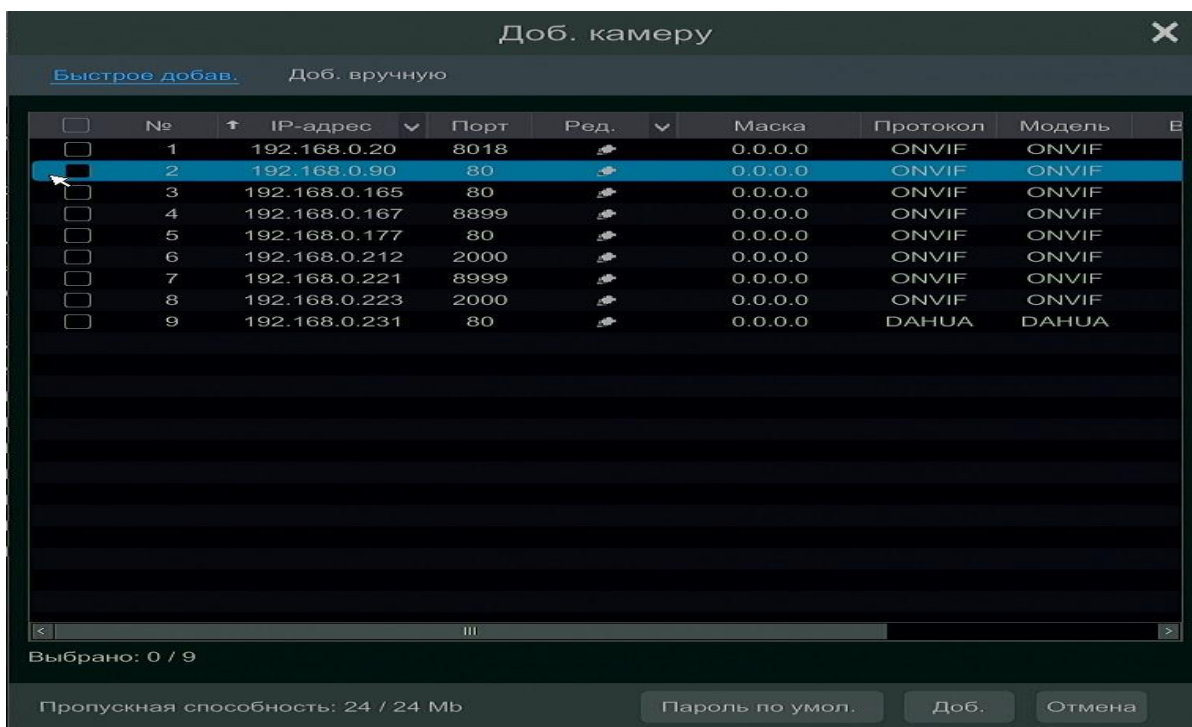 Доб. камеру
Быстрое добав. Доб. вручную
№ IP-адрес Порт Ред. Маска Протокол Модель В
1 192.168.0.20 8018 0.0.0.0 ONVIF ONVIF
2 192.168.0.90 80 0.0.0.0 ONVIF ONVIF
3 192.168.0.165 80 0.0.0.0 ONVIF ONVIF
4 192.168.0.167 8899 0.0.0.0 ONVIF ONVIF
5 192.168.0.177 80 0.0.0.0 ONVIF ONVIF
6 192.168.0.212 2000 0.0.0.0 ONVIF ONVIF
7 192.168.0.221 8999 0.0.0.0 ONVIF ONVIF
8 192.168.0.223 2000 0.0.0.0 ONVIF ONVIF
9 192.168.0.231 80 0.0.0.0 DAHUA DAHUA
Выбрано: 0 / 9
Пропускная способность: 24 / 24 Mb Пароль по умол. Доб. Отмена